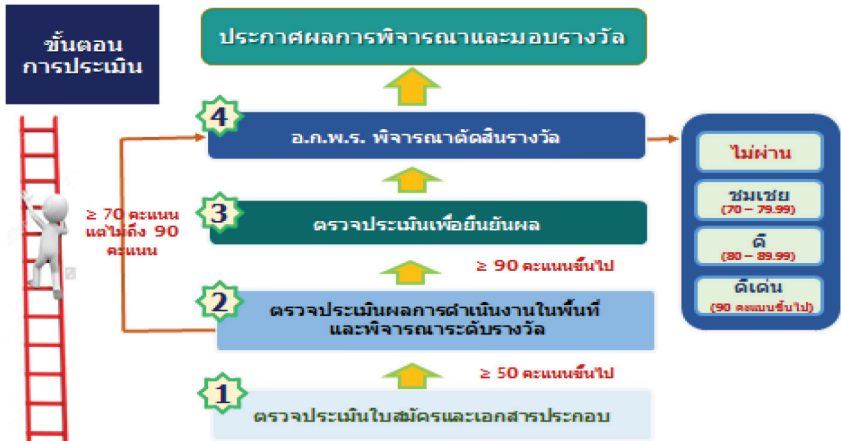 ขั้นตอน
การประเมิน
ประกาศผลการพิจารณาและมอบรางวัล
4
อ.ก.พ.ร. พิจารณาตัดสินรางวัล
ไม่ผ่าน
ชมเชย
(70 – 79.99)
ดี
(80 – 89.99)
ดีเด่น
(90 คะแนนขึ้นไป)
≥ 70 คะแนน
แต่ไม่ถึง 90
คะแนน
3
ตรวจประเมินเพื่อยืนยันผล
≥ 90 คะแนนขึ้นไป
2
ตรวจประเมินผลการดำเนินงานในพื้นที่
และพิจารณาระดับรางวัล
≥ 50 คะแนนขึ้นไป
1
ตรวจประเมินใบสมัครและเอกสารประกอบ